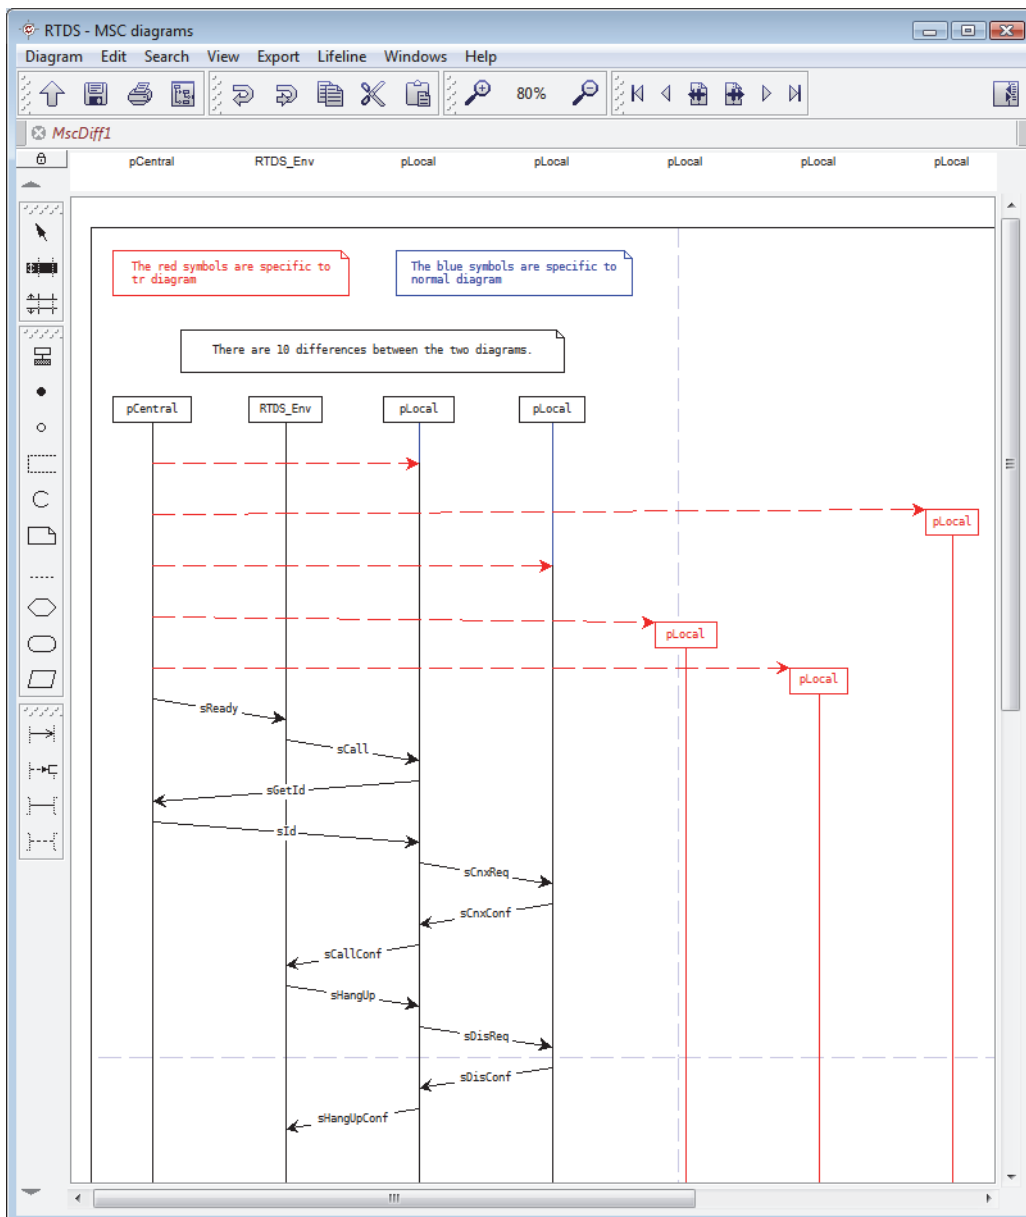 RTDS - MSC diagrams
Diagram Edit Search View Export Lifeline Windows Help
80%
MscDiff1
pCentral RTDS_Env pLocal pLocal pLocal pLocal pLocal
The red symbols are specific to
tr diagram
The blue symbols are specific to
normal diagram
There are 10 differences between the two diagrams.
pCentral RTDS_Env pLocal pLocal
pLocal
pLocal
pLocal
sReady
sCall
sGetId
sId
sCnxReq
sCnxConf
sCallConf
sHangUp
sDisReq
sDisConf
sHangUpConf